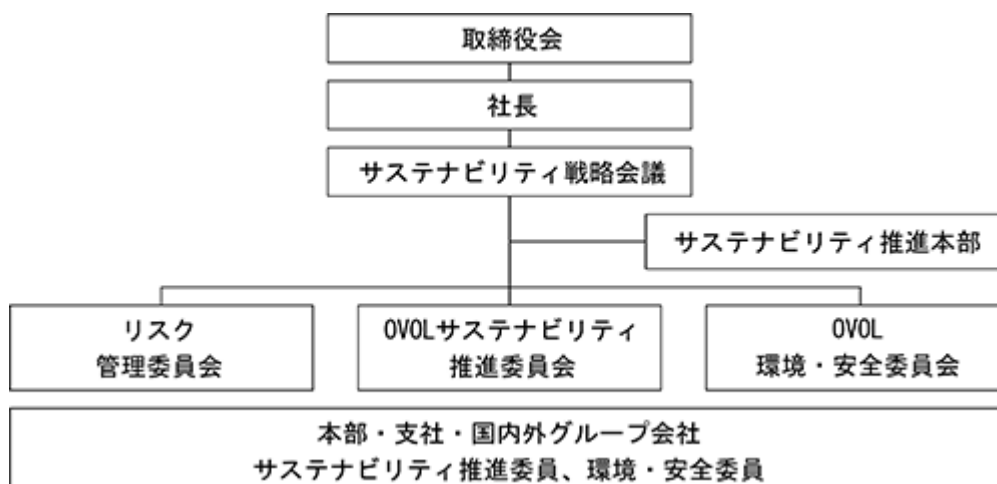 取締役会
社長
サステナビリティ戦略会議
サステナビリティ推進本部
リスク
管理委員会
OVOLサステナビリティ
推進委員会
OVOL
環境・安全委員会
本部・支社・国内外グループ会社
サステナビリティ推進委員、環境・安全委員